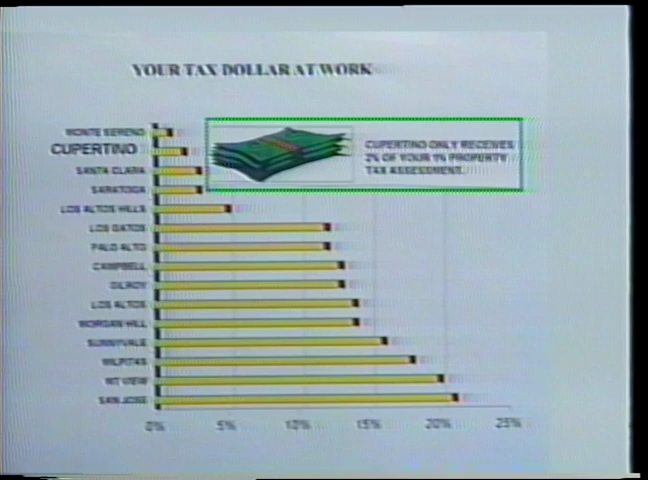 YOUR TAX DOLLAR AT WORK
MONTE SERENO
CUPERTINO
SANTA CLARA
SARATOGA
LOS ALTOS HILLS
LOS GATOS
PALO ALTO
CAMPBELL
GILROY
LOS ALTOS
MORGAN HILL
SUNNYVALE
MILPITAS
MT VIEW
SAN JOSE
CUPERTINO ONLY RECEIVES
2% OF YOUR 1% PROPERTY
TAX ASSESSMENT.
0% 5% 10% 15% 20% 25%